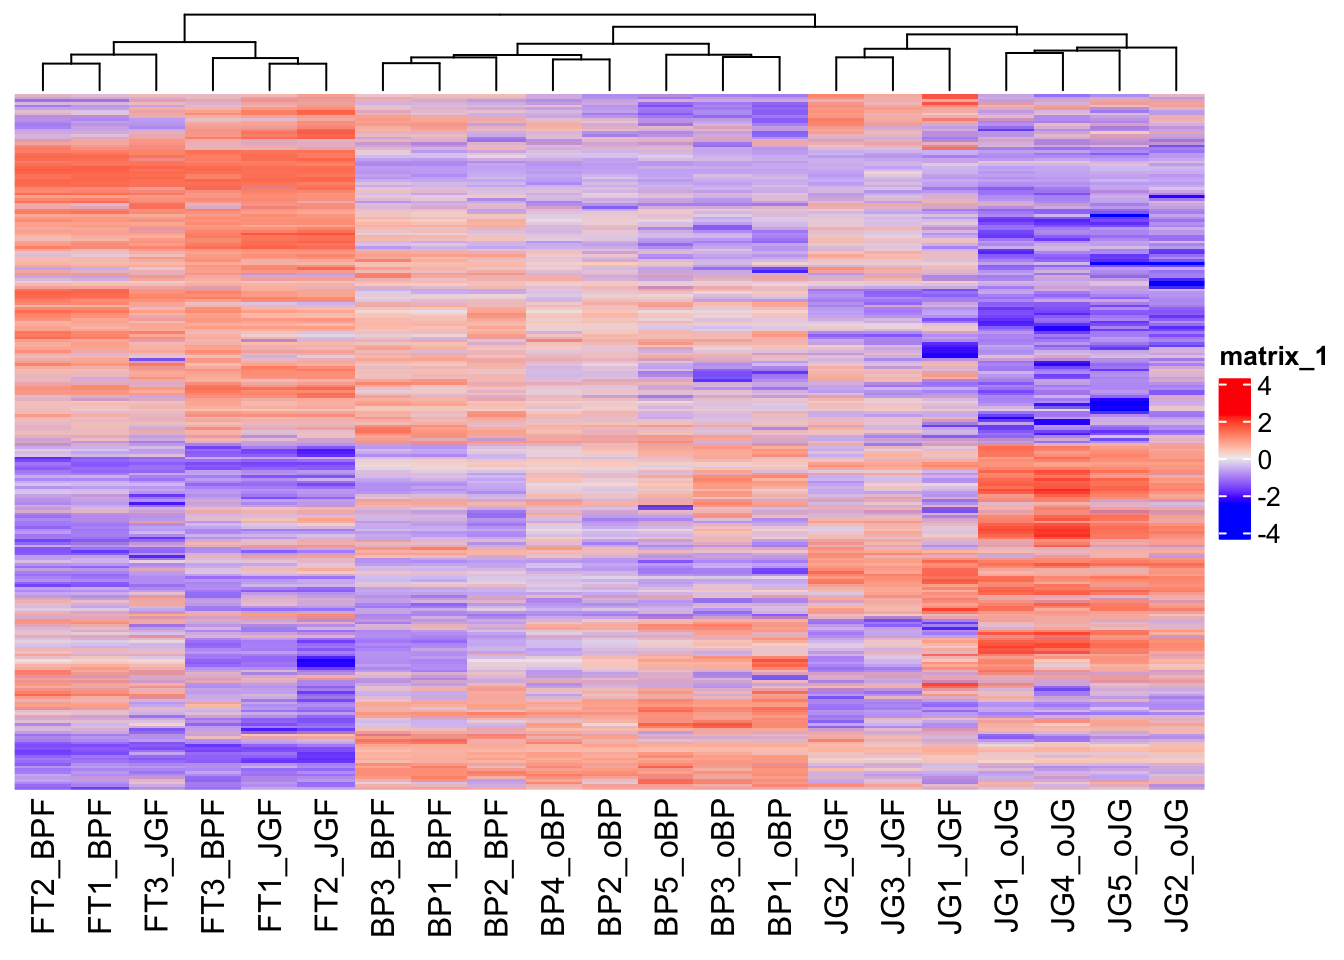 matrix_1
4
2
0
-2
-4
FT2_BPF
FT1_BPF
FT3_JGF
FT3_BPF
FT1_JGF
FT2_JGF
BP3_BPF
BP1_BPF
BP2_BPF
BP4_oBP
BP2_oBP
BP5_oBP
BP3_oBP
BP1_oBP
JG2_JGF
JG3_JGF
JG1_JGF
JG1_oJG
JG4_oJG
JG5_oJG
JG2_oJG